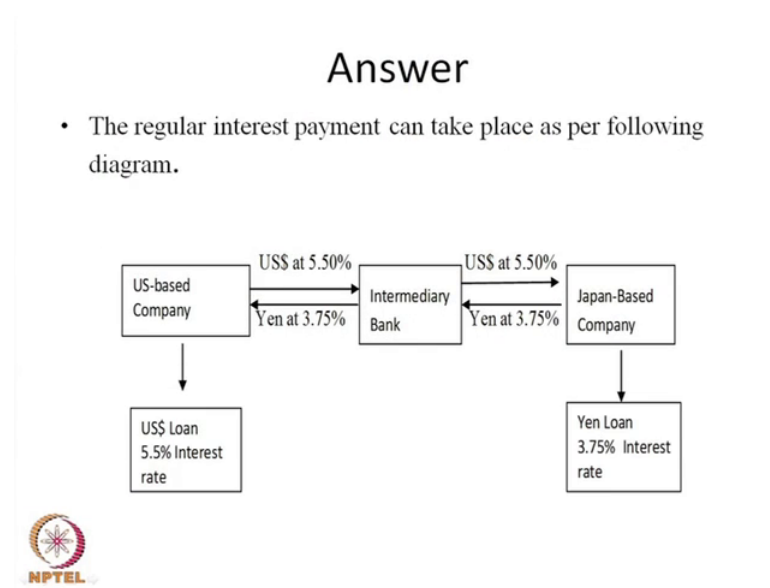 Answer
• The regular interest payment can take place as per following
diagram.
US$ at 5.50%
US$ at 5.50%
US-based
Company
Intermediary
Bank
Japan-Based
Company
Yen at 3.75%
Yen at 3.75%
US$ Loan
5.5% Interest
rate
Yen Loan
3.75% Interest
rate
NPTEL